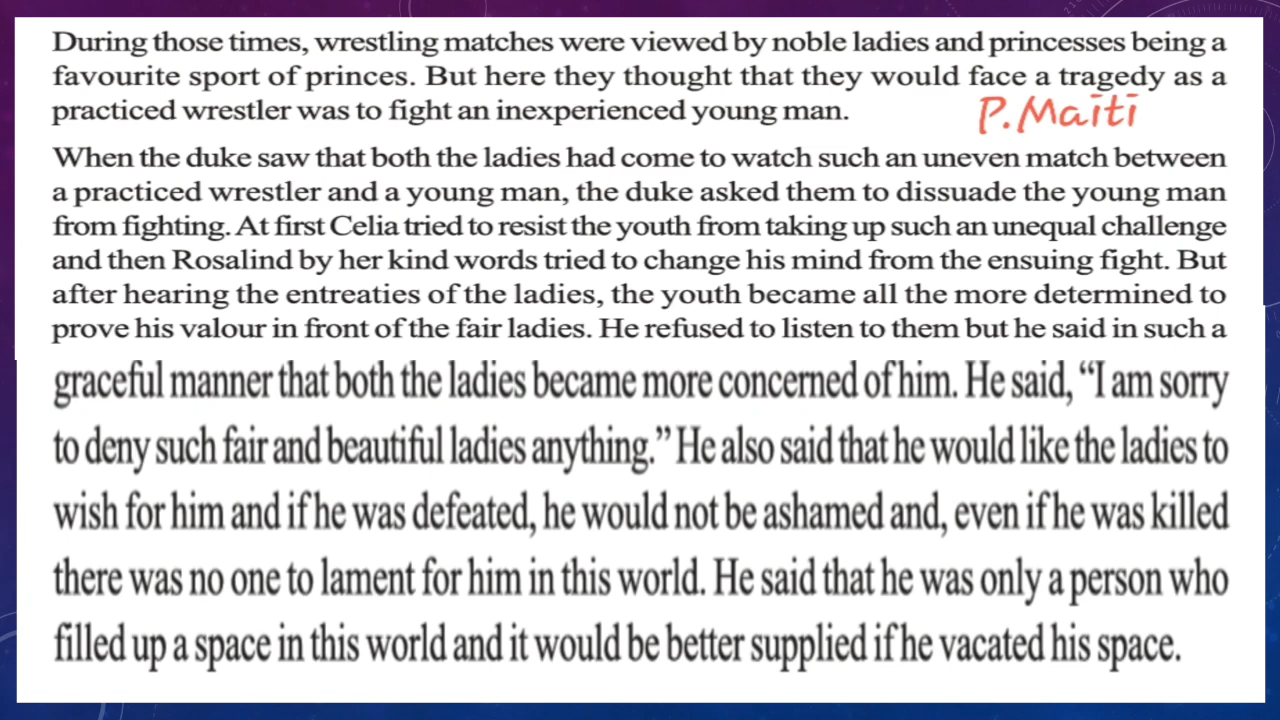 During those times, wrestling matches were viewed by noble ladies and princesses being a
favourite sport of princes. But here they thought that they would face a tragedy as a
practiced wrestler was to fight an inexperienced young man.
P. Maiti
When the duke saw that both the ladies had come to watch such an uneven match between
a practiced wrestler and a young man, the duke asked them to dissuade the young man
from fighting. At first Celia tried to resist the youth from taking up such an unequal challenge
and then Rosalind by her kind words tried to change his mind from the ensuing fight. But
after hearing the entreaties of the ladies, the youth became all the more determined to
prove his valour in front of the fair ladies. He refused to listen to them but he said in such a
graceful manner that both the ladies became more concerned of him. He said, “I am sorry
to deny such fair and beautiful ladies anything.” He also said that he would like the ladies to
wish for him and if he was defeated, he would not be ashamed and, even if he was killed
there was no one to lament for him in this world. He said that he was only a person who
filled up a space in this world and it would be better supplied if he vacated his space.